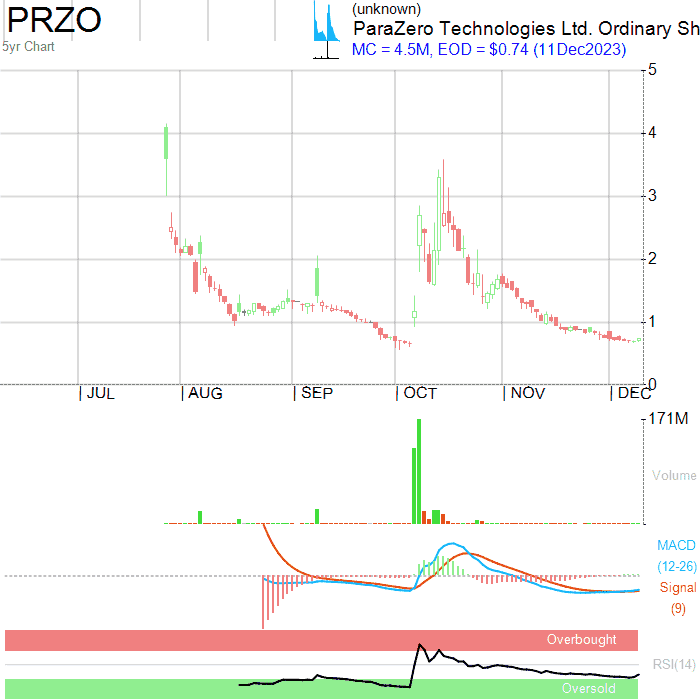 PRZO
(unknown)
ParaZero Technologies Ltd. Ordinary Sh
5yr Chart
MC = 4.5M, EOD = $0.74 (11Dec2023)
5
4
3
2
1
0
JUL
AUG
SEP
OCT
NOV
DEC
171M
Volume
MACD
(12-26)
Signal
(9)
Overbought
RSI(14)
Oversold